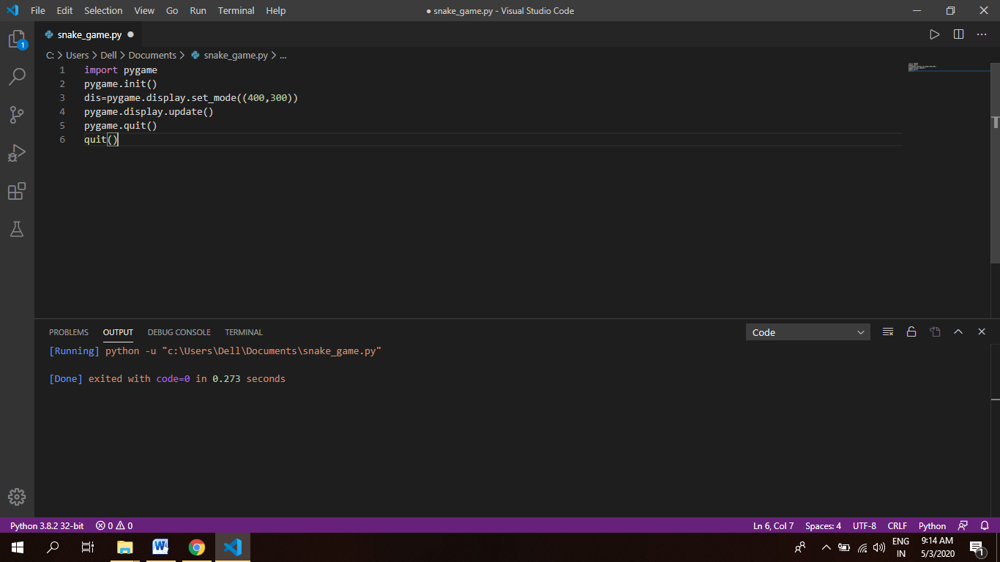 File Edit Selection View Go Run Terminal Help ● snake_game.py - Visual Studio Code
snake_game.py ●
1
C: > Users > Dell > Documents > snake_game.py > ...
1 import pygame
2 pygame.init()
3 dis=pygame.display.set_mode((400,300))
4 pygame.display.update()
5 pygame.quit()
6 quit()
PROBLEMS OUTPUT DEBUG CONSOLE TERMINAL Code
[Running] python -u "c:\Users\Dell\Documents\snake_game.py"
[Done] exited with code=0 in 0.273 seconds
Python 3.8.2 32-bit 0 0 Ln 6, Col 7 Spaces: 4 UTF-8 CRLF Python
ENG 9:14 AM
IN 5/3/2020 1